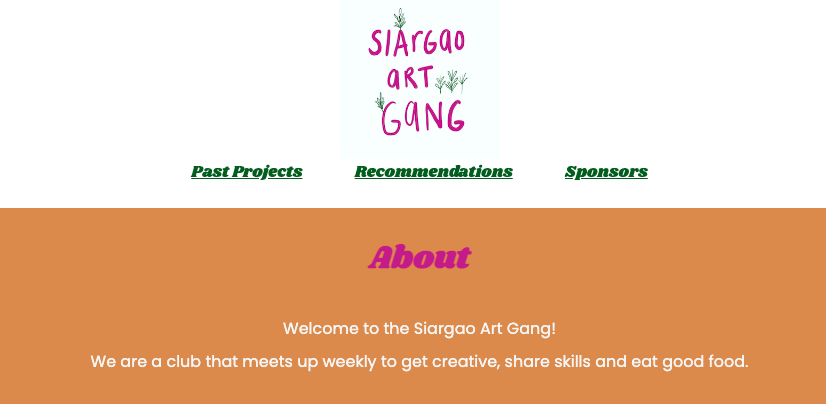 SIArGao
ART
GANG
Past Projects
Recommendations
Sponsors
About
Welcome to the Siargao Art Gang!
We are a club that meets up weekly to get creative, share skills and eat good food.